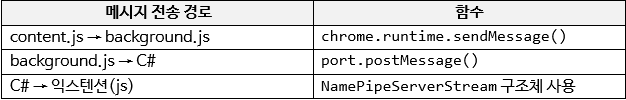 메시지 전송 경로 함수
content.js → background.js chrome.runtime.sendMessage()
background.js → C# port.postMessage()
C# → 익스텐션(js) NamePipeServerStream 구조체 사용